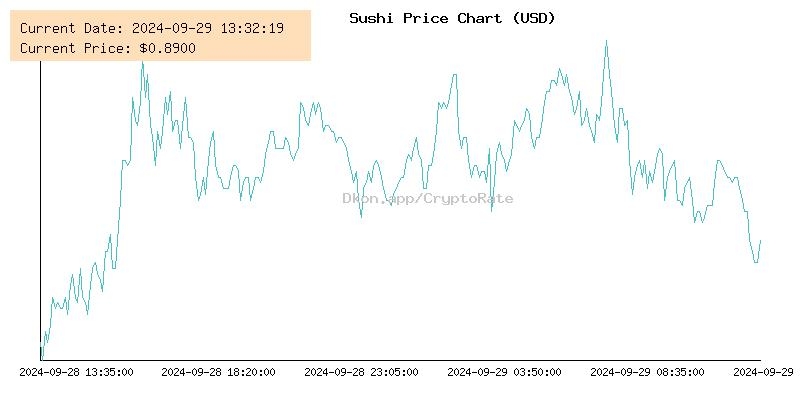 Sushi Price Chart (USD)
Current Date: 2024-09-29 13:32:19
Current Price: $0.8900
Dkon.app/CryptoRate
2024-09-28 13:35:00
2024-09-28 18:20:00
2024-09-28 23:05:00
2024-09-29 03:50:00
2024-09-29 08:35:00
2024-09-29